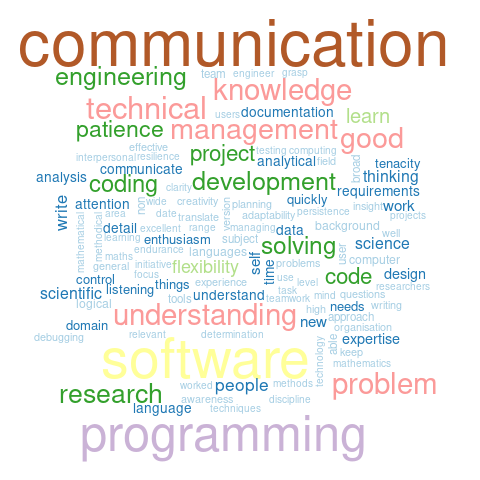 communication
engineering team engineer grasp
knowledge
technical users documentation learn
patience management good
effective testing computing
interpersonal resilience project analytical field broad tenacity
communicate thinking
analysis coding clarity development requirements
write attention non wide creativity version planning quickly persistence insight work
area date translate adaptability projects
mathematical methodical detail excellent range managing data background well
learning enthusiasm subject solving user science
endurance languages
maths
general initiative flexibility self time problems computer
focus
control things experience use level code design
scientific listening tools understand task mind questions researchers
logical teamwork
understanding high needs writing
new approach
domain organisation
debugging relevant determination able expertise
software technology keep
mathematics
research worked people methods problem
awareness discipline
language techniques
programming